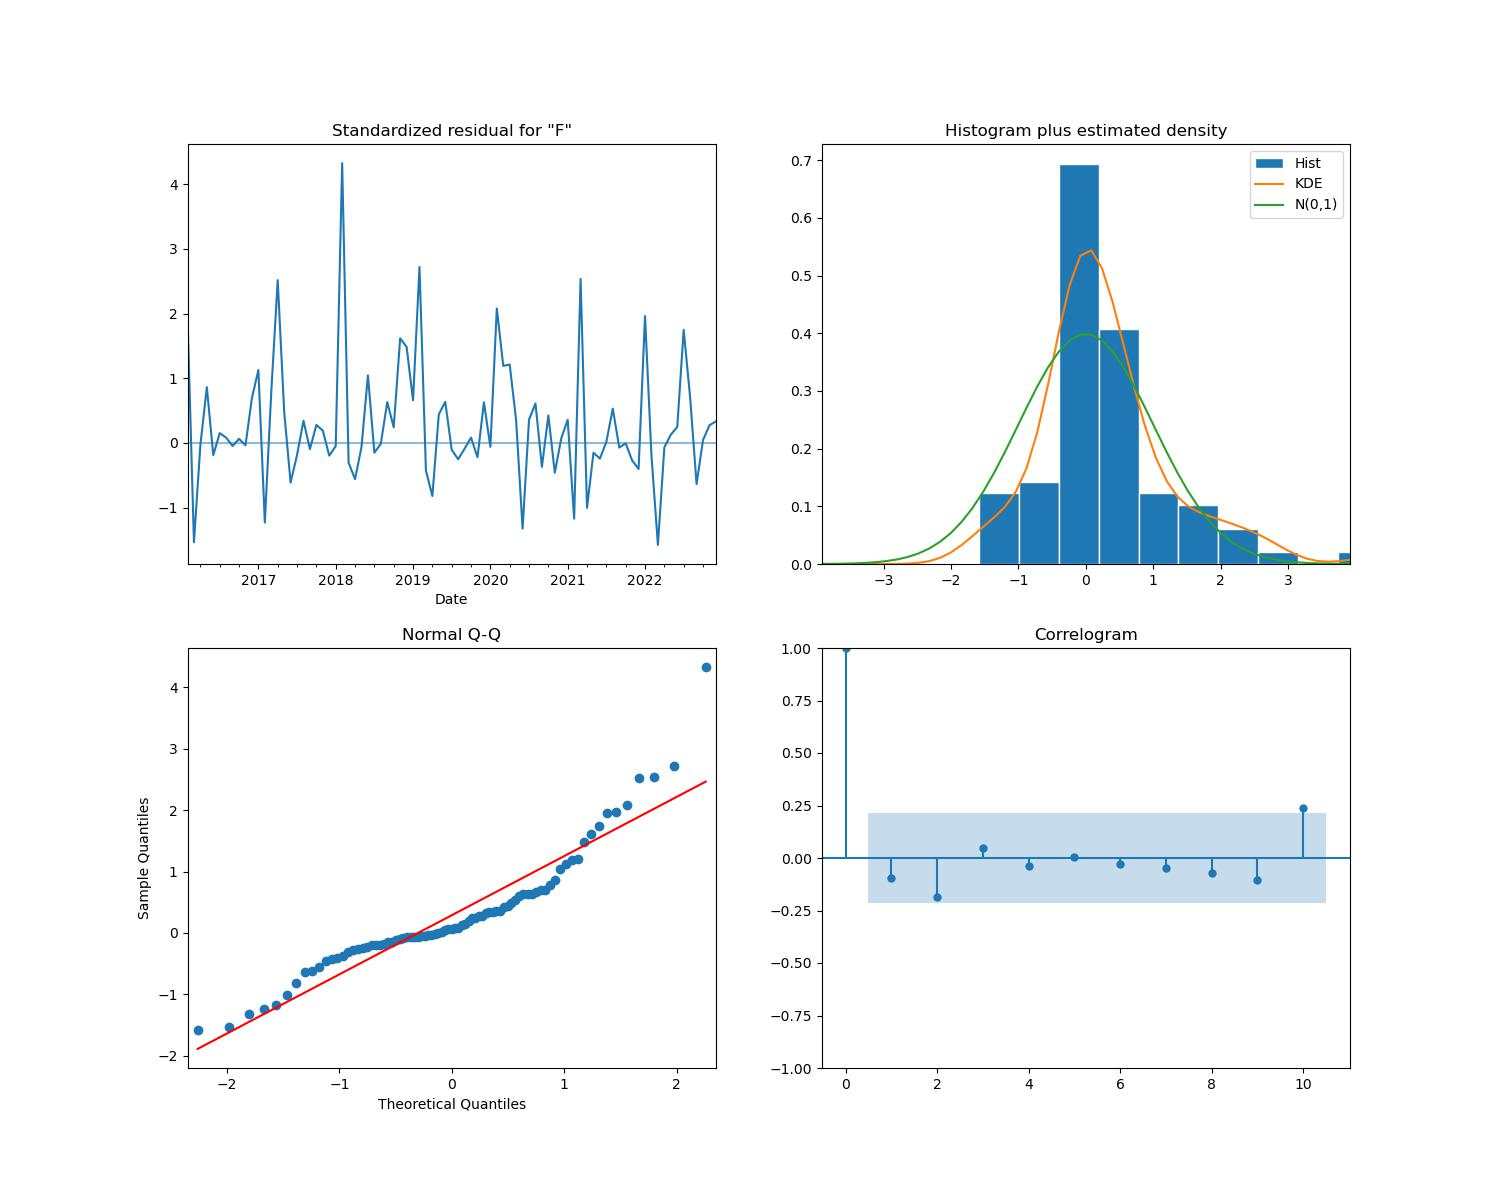 Standardized residual for "F"
4
3
2
1
0
−1
2017 2018 2019 2020 2021 2022
Date
Histogram plus estimated density
0.7
0.6
0.5
0.4
0.3
0.2
0.1
0.0
Hist
KDE
N(0,1)
−3 −2 −1 0 1 2 3
Normal Q-Q
Sample Quantiles
4
3
2
1
0
−1
−2
−2 −1 0 1 2
Theoretical Quantiles
Correlogram
1.00
0.75
0.50
0.25
0.00
−0.25
−0.50
−0.75
−1.00
0 2 4 6 8 10